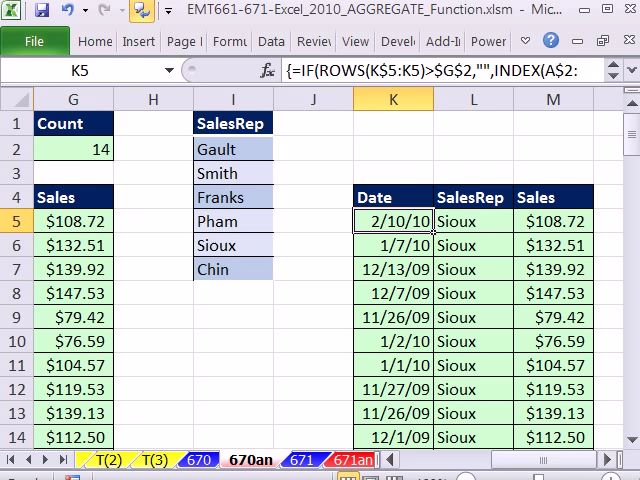 EMT661-671-Excel_2010_AGGREGATE_Function.xlsm - Mic...
File Home Insert Page Form Data Revie View Devel Add-In Power
K5 fx {=IF(ROWS(K$5:K5)>$G$2,"",INDEX(A$2:
G H I J K L M
1 Count SalesRep
2 14 Gault
3 Smith
4 Sales Franks Date SalesRep Sales
5 $108.72 Pham 2/10/10 Sioux $108.72
6 $132.51 Sioux 1/7/10 Sioux $132.51
7 $139.92 Chin 12/13/09 Sioux $139.92
8 $147.53 12/7/09 Sioux $147.53
9 $79.42 11/26/09 Sioux $79.42
10 $76.59 1/2/10 Sioux $76.59
11 $104.57 1/1/10 Sioux $104.57
12 $119.53 11/27/09 Sioux $119.53
13 $139.13 11/26/09 Sioux $139.13
14 $112.50 12/1/09 Sioux $112.50
T(2) T(3) 670 670an 671 671an